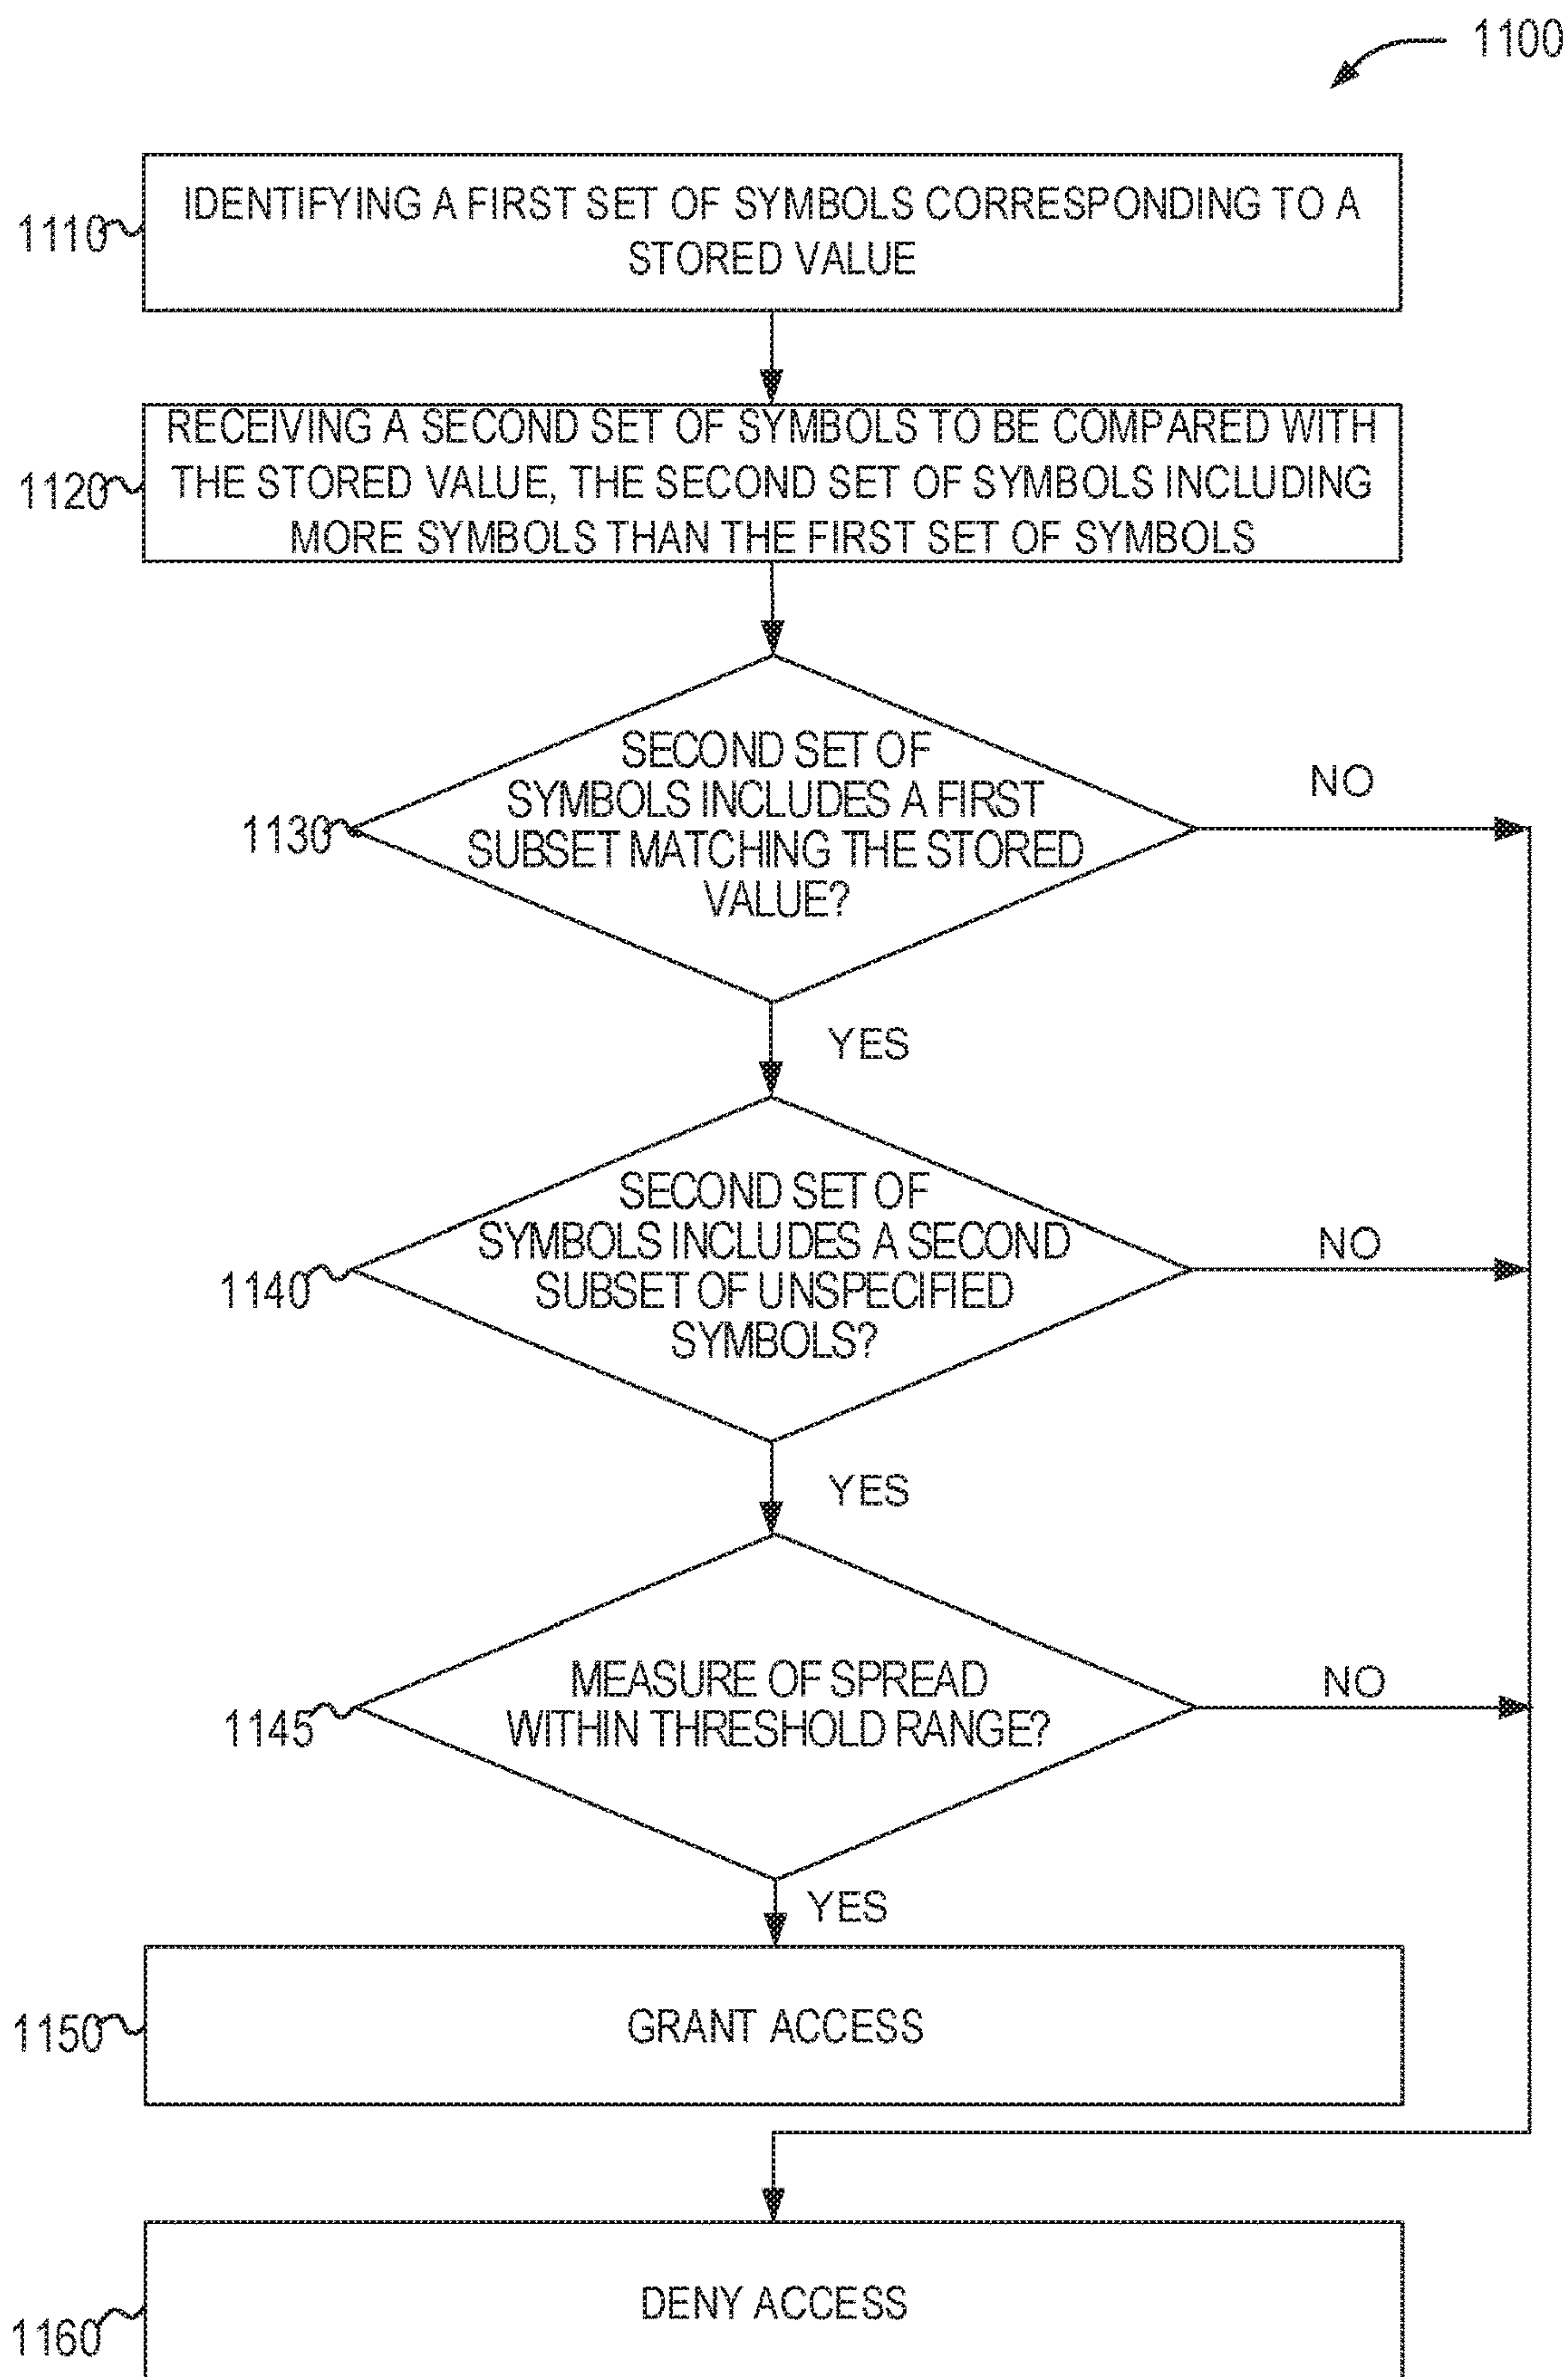 1100
1110
IDENTIFYING A FIRST SET OF SYMBOLS CORRESPONDING TO A
STORED VALUE
1120
RECEIVING A SECOND SET OF SYMBOLS TO BE COMPARED WITH
THE STORED VALUE, THE SECOND SET OF SYMBOLS INCLUDING
MORE SYMBOLS THAN THE FIRST SET OF SYMBOLS
1130
SECOND SET OF
SYMBOLS INCLUDES A FIRST
SUBSET MATCHING THE STORED
VALUE?
NO
YES
1140
SECOND SET OF
SYMBOLS INCLUDES A SECOND
SUBSET OF UNSPECIFIED
SYMBOLS?
NO
YES
1145
MEASURE OF SPREAD
WITHIN THRESHOLD RANGE?
NO
YES
1150
GRANT ACCESS
1160
DENY ACCESS